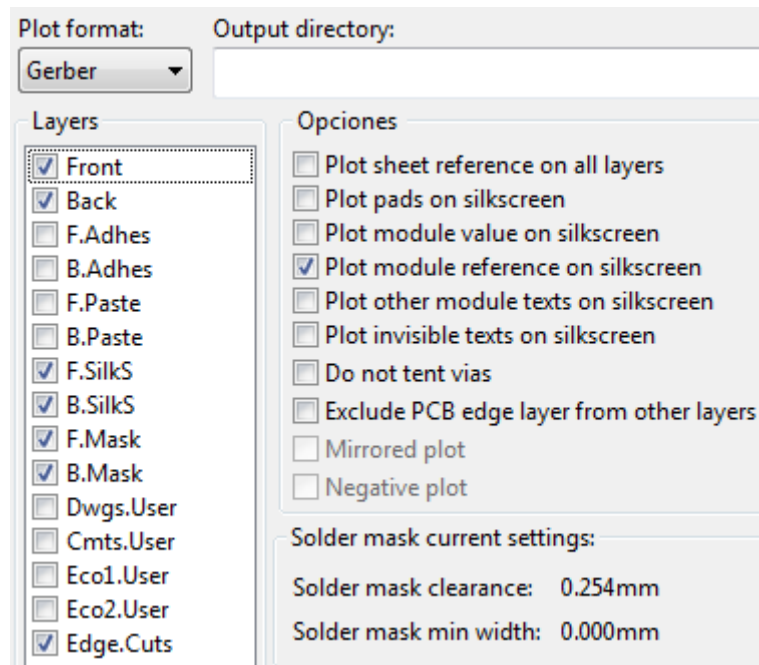 Plot format:
Output directory:
Gerber
Layers
Front
Back
F.Adhes
B.Adhes
F.Paste
B.Paste
F.SilkS
B.SilkS
F.Mask
B.Mask
Dwgs.User
Cmts.User
Eco1.User
Eco2.User
Edge.Cuts
Opciones
Plot sheet reference on all layers
Plot pads on silkscreen
Plot module value on silkscreen
Plot module reference on silkscreen
Plot other module texts on silkscreen
Plot invisible texts on silkscreen
Do not tent vias
Exclude PCB edge layer from other layers
Mirrored plot
Negative plot
Solder mask current settings:
Solder mask clearance: 0.254mm
Solder mask min width: 0.000mm